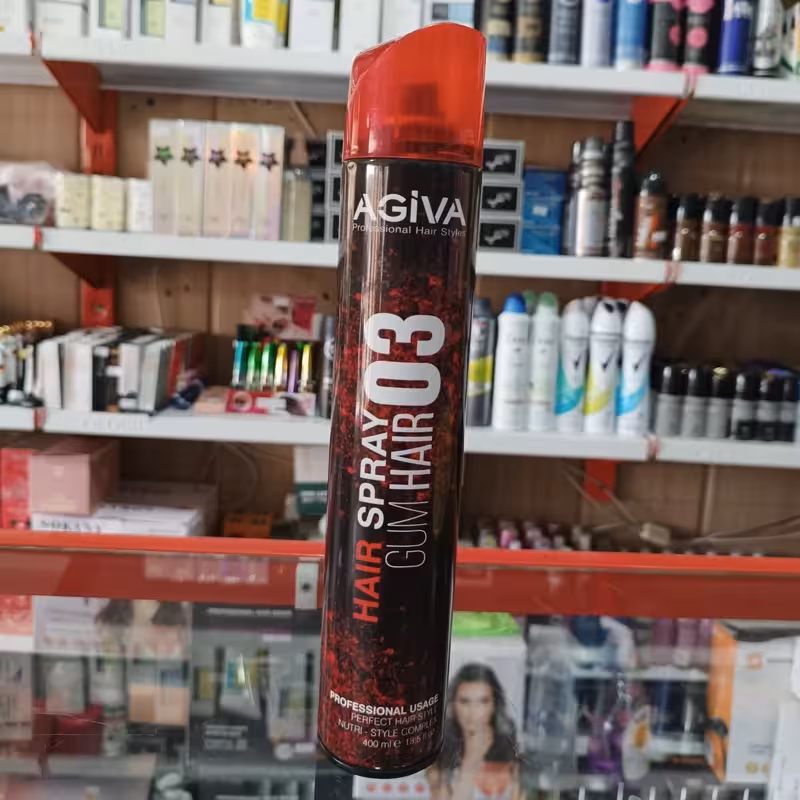 AGiVA
Professional Hair Styles
HAIR SPRAY 03
GUM HAIR
PROFESSIONAL USAGE
PERFECT HAIR STYLE
NUTRI - STYLE COMPLEX
400 ml e